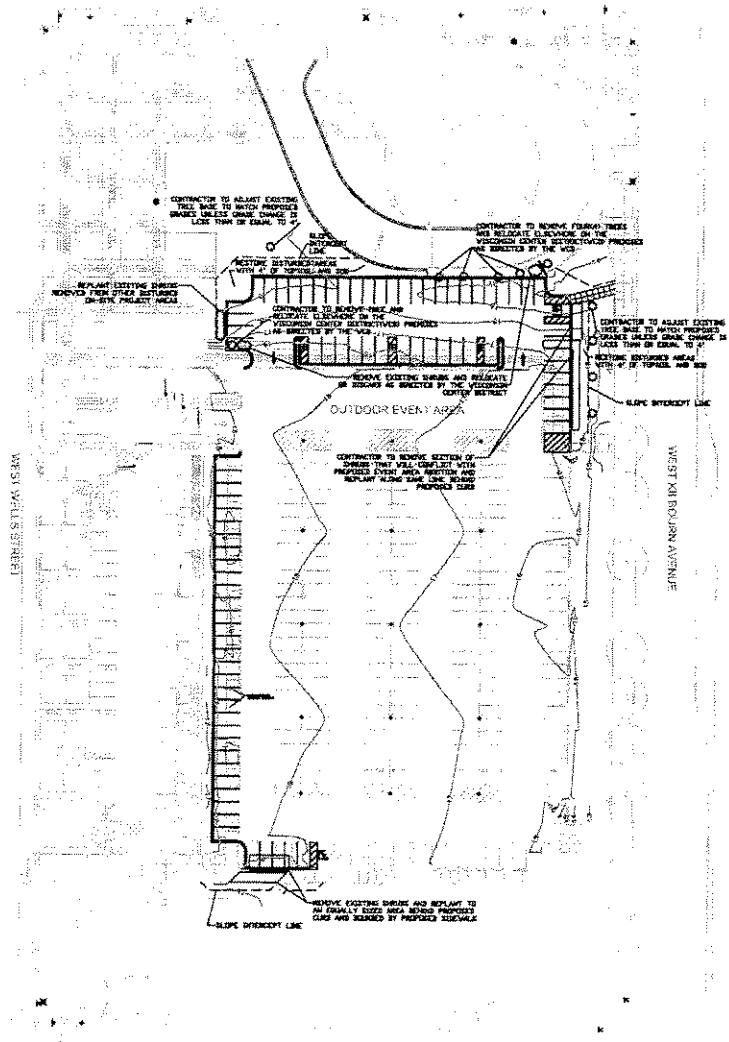 CONTRACTOR TO ADJUST EXISTING
TREE BASE TO MATCH PROPOSED
GRADES UNLESS GRADE CHANGE IS
LESS THAN OR EQUAL TO 4"
SLOPE
INTERCEPT
LINE
CONTRACTOR TO REMOVE FOUR(4) TREES
AND RELOCATE ELSEWHERE ON THE
WISCONSIN CENTER DISTRICT(WCD) PREMISES
AS DIRECTED BY THE WCD
RESTORE DISTURBED AREAS
WITH 4" OF TOPSOIL AND SOD
REPLANT EXISTING SHRUBS
REMOVED FROM OTHER DISTURBED
ON-SITE PROJECT AREAS
CONTRACTOR TO REMOVE TREE AND
RELOCATE ELSEWHERE ON THE
WISCONSIN CENTER DISTRICT(WCD) PREMISES
AS DIRECTED BY THE WCD
CONTRACTOR TO ADJUST EXISTING
TREE BASE TO MATCH PROPOSED
GRADES UNLESS GRADE CHANGE IS
LESS THAN OR EQUAL TO 4"
RESTORE DISTURBED AREAS
WITH 4" OF TOPSOIL AND SOD
REMOVE EXISTING SHRUBS AND RELOCATE
OR DISCARD AS DIRECTED BY THE WISCONSIN
CENTER DISTRICT
SLOPE INTERCEPT LINE
OUTDOOR EVENT AREA
CONTRACTOR TO REMOVE SECTION OF
SHRUBS THAT WILL CONFLICT WITH
PROPOSED EVENT AREA ADDITION AND
REPLANT ALONG SAME LINE BEHIND
PROPOSED CURB
WEST WELLS STREET
WEST KILBOURN AVENUE
REMOVE EXISTING SHRUBS AND REPLANT TO
AN EQUALLY SIZED AREA BEHIND PROPOSED
CURB AND BOUNDED BY PROPOSED SIDEWALK
SLOPE INTERCEPT LINE